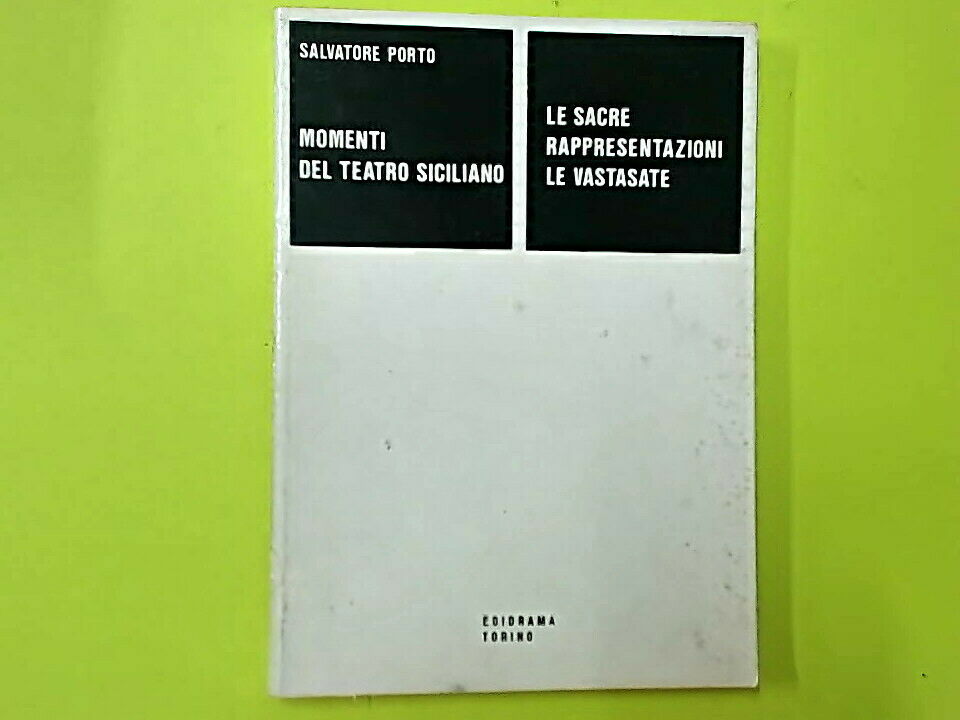 SALVATORE PORTO
MOMENTI
DEL TEATRO SICILIANO
LE SACRE
RAPPRESENTAZIONI
LE VASTASATE
EDIDRAMA
TORINO